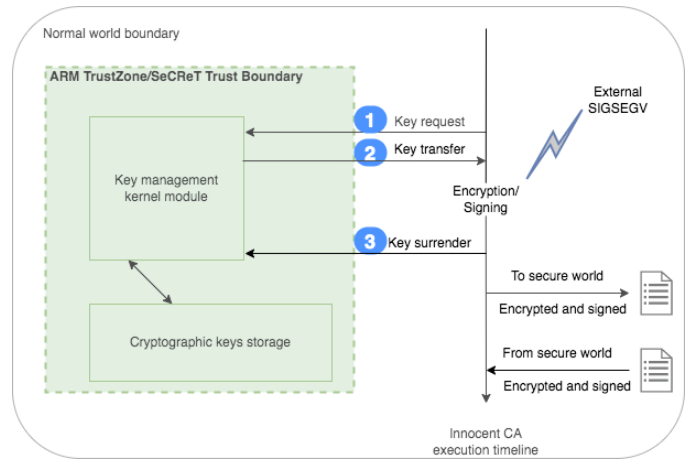 Normal world boundary
ARM TrustZone/SeCReT Trust Boundary
External
SIGSEGV
1 Key request
2 Key transfer
Key management
kernel module
Encryption/
Signing
3 Key surrender
To secure world
Encrypted and signed
Cryptographic keys storage
From secure world
Encrypted and signed
Innocent CA
execution timeline